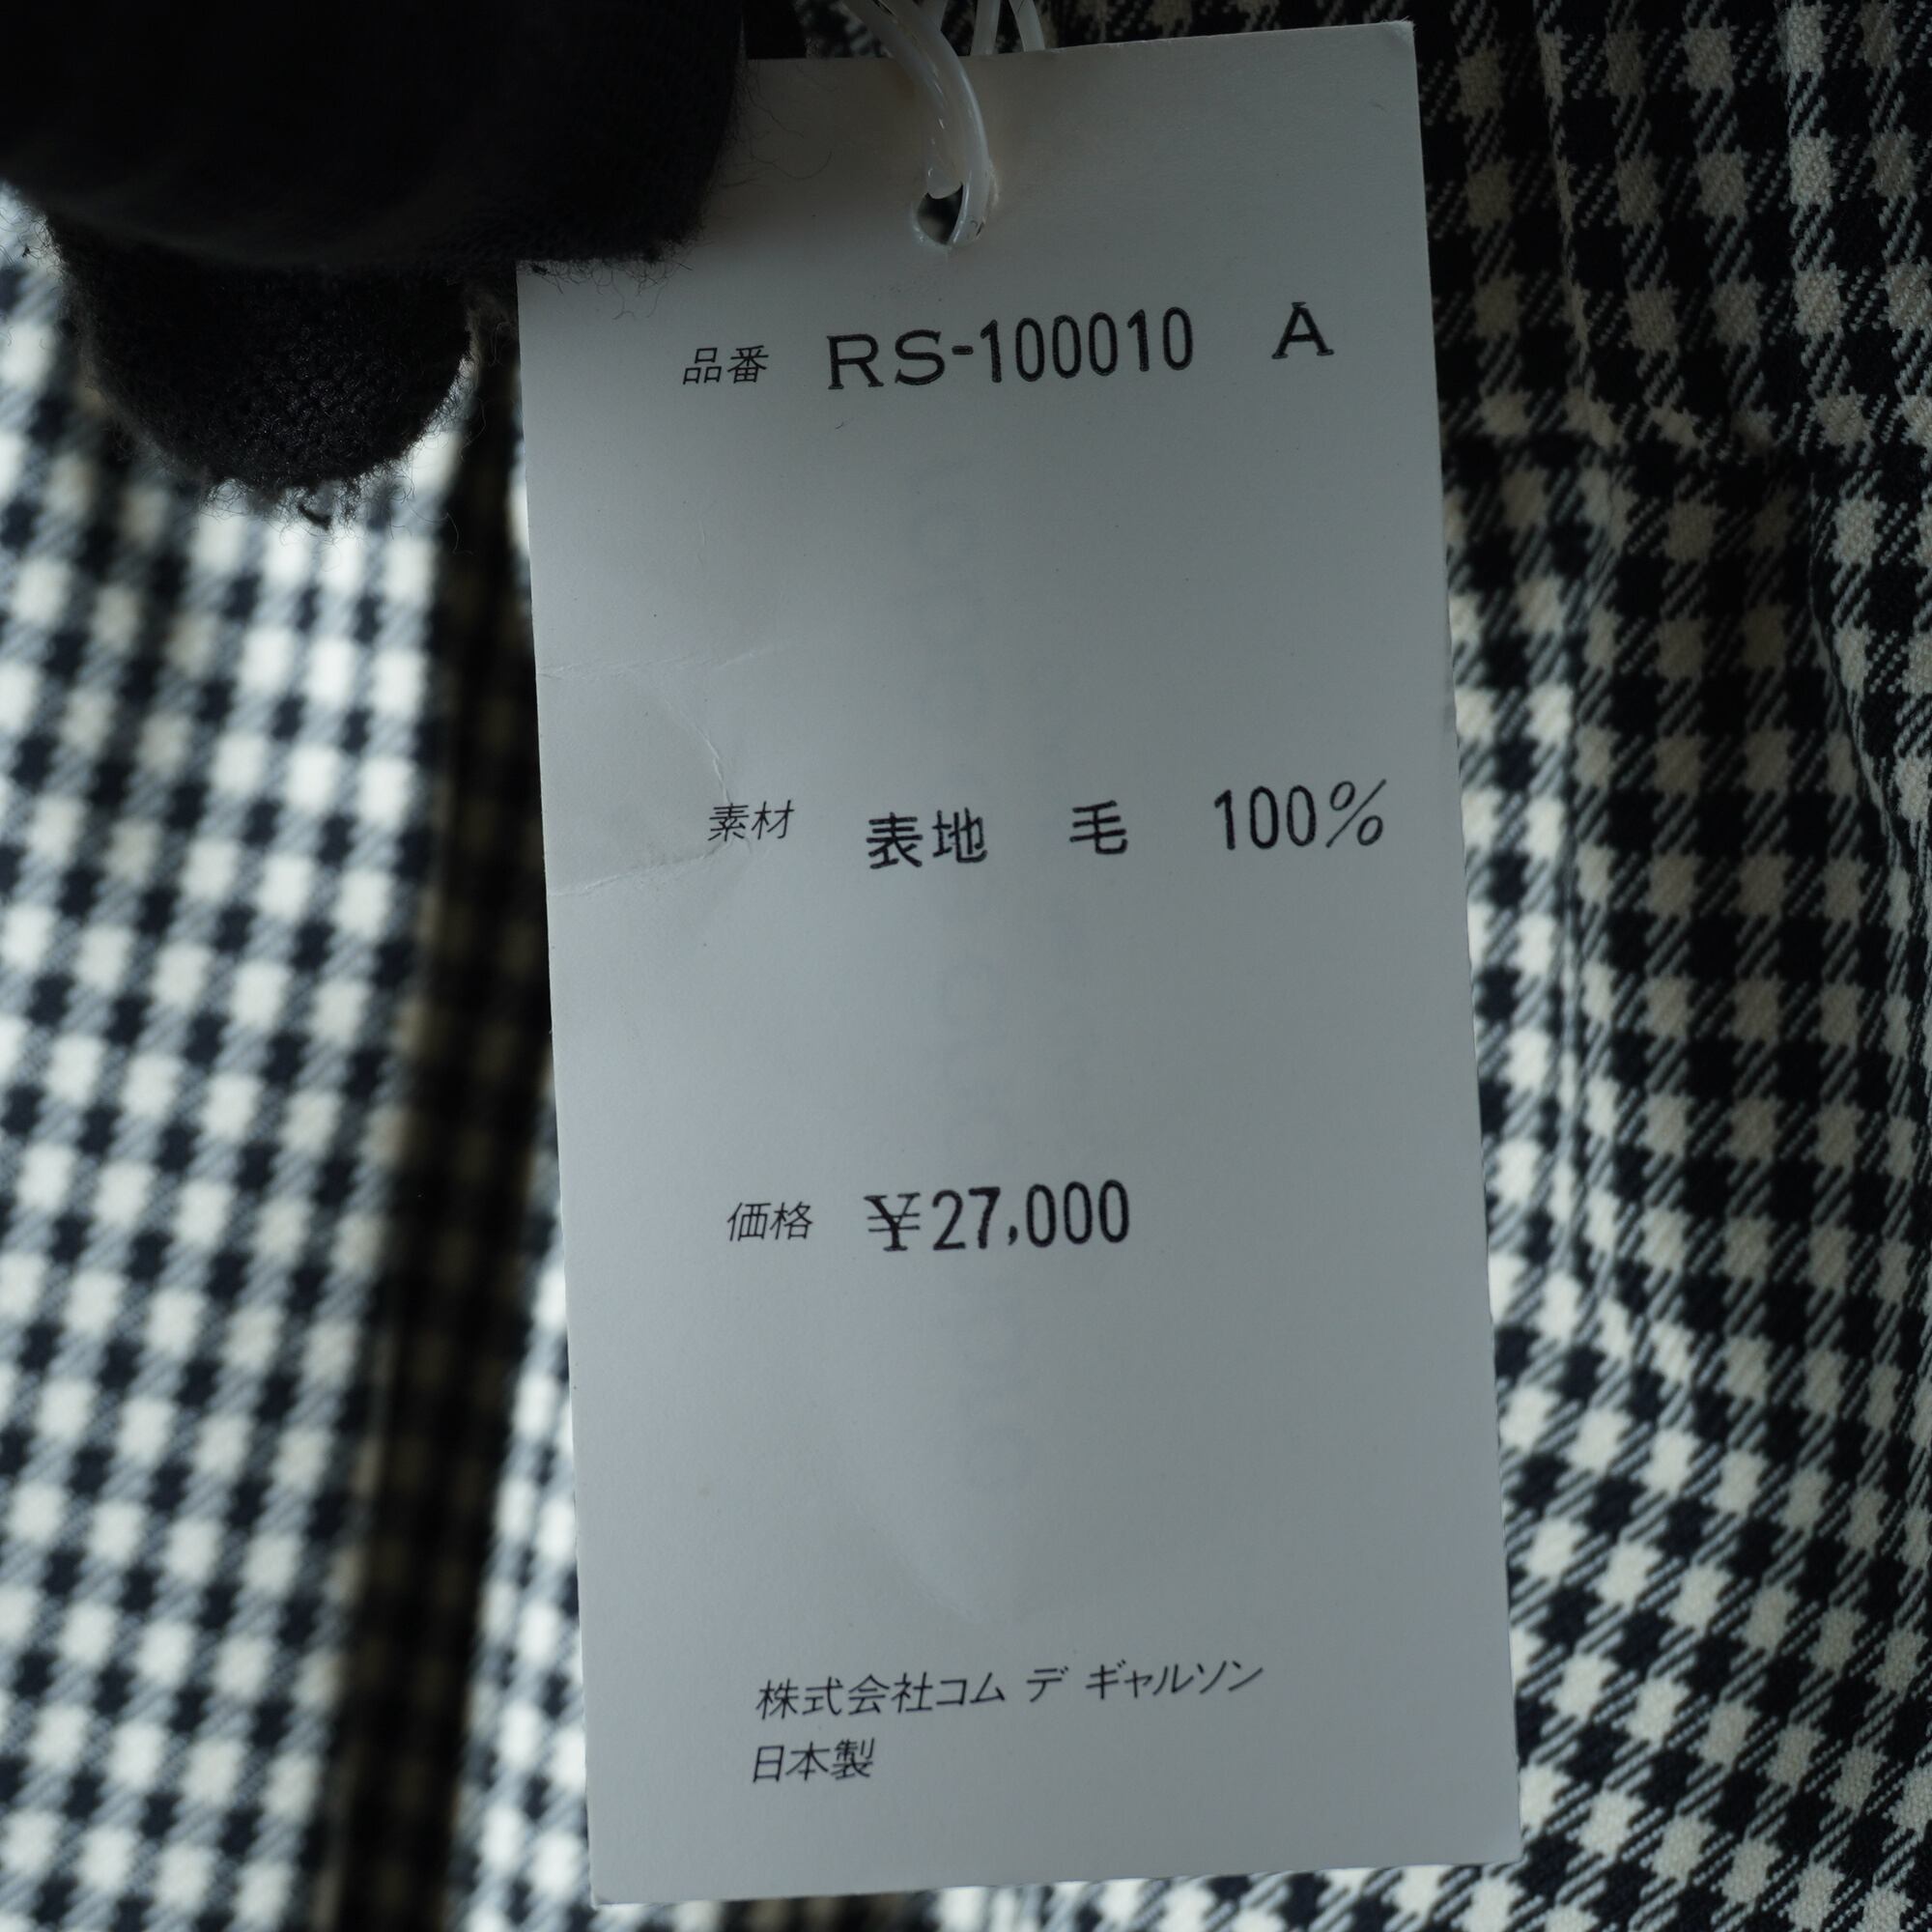 品番 RS-100010 A
素材 表地 毛 100%
価格 ¥27,000
株式会社コム デ ギャルソン
日本製